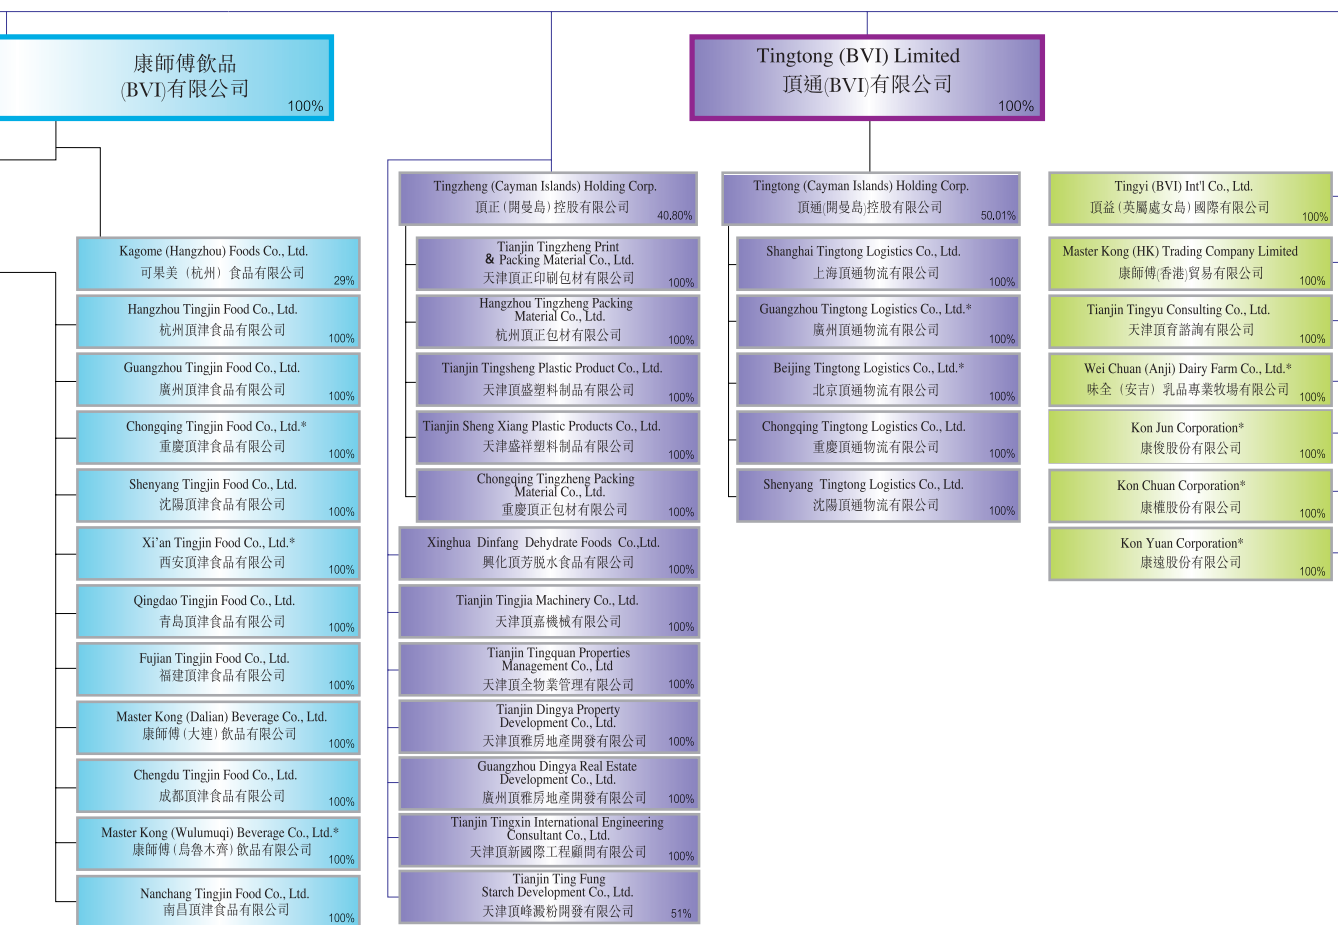 康師傅飲品
(BVI)有限公司
100%
Tingtong (BVI) Limited
頂通(BVI)有限公司
100%
Kagome (Hangzhou) Foods Co., Ltd.
可果美（杭州）食品有限公司
29%
Hangzhou Tingjin Food Co., Ltd.
杭州頂津食品有限公司
100%
Guangzhou Tingjin Food Co., Ltd.
廣州頂津食品有限公司
100%
Chongqing Tingjin Food Co., Ltd.*
重慶頂津食品有限公司
100%
Shenyang Tingjin Food Co., Ltd.
沈陽頂津食品有限公司
100%
Xi'an Tingjin Food Co., Ltd.*
西安頂津食品有限公司
100%
Qingdao Tingjin Food Co., Ltd.
青島頂津食品有限公司
100%
Fujian Tingjin Food Co., Ltd.
福建頂津食品有限公司
100%
Master Kong (Dalian) Beverage Co., Ltd.
康師傅(大連)飲品有限公司
100%
Chengdu Tingjin Food Co., Ltd.
成都頂津食品有限公司
100%
Master Kong (Wulumuqi) Beverage Co., Ltd.*
康師傅(烏魯木齊)飲品有限公司
100%
Nanchang Tingjin Food Co., Ltd.
南昌頂津食品有限公司
100%
Tingzheng (Cayman Islands) Holding Corp.
頂正(開曼島)控股有限公司
40.80%
Tianjin Tingzheng Print
& Packing Material Co., Ltd.
天津頂正印刷包材有限公司
100%
Hangzhou Tingzheng Packing
Material Co., Ltd.
杭州頂正包材有限公司
100%
Tianjin Tingsheng Plastic Product Co., Ltd.
天津頂盛塑料制品有限公司
100%
Tianjin Sheng Xiang Plastic Products Co., Ltd.
天津盛祥塑料制品有限公司
100%
Chongqing Tingzheng Packing
Material Co., Ltd.
重慶頂正包材有限公司
100%
Xinghua Dinfang Dehydrate Foods Co.,Ltd.
興化頂芳脱水食品有限公司
100%
Tianjin Tingjia Machinery Co., Ltd.
天津頂嘉機械有限公司
100%
Tianjin Tingquan Properties
Management Co., Ltd
天津頂全物業管理有限公司
100%
Tianjin Dingya Property
Development Co., Ltd.
天津頂雅房地產開發有限公司
100%
Guangzhou Dingya Real Estate
Development Co., Ltd.
廣州頂雅房地產開發有限公司
100%
Tianjin Tingxin International Engineering
Consultant Co., Ltd.
天津頂新國際工程顧問有限公司
100%
Tianjin Ting Fung
Starch Development Co., Ltd.
天津頂峰澱粉開發有限公司
51%
Tingtong (Cayman Islands) Holding Corp.
頂通(開曼島)控股有限公司
50.01%
Shanghai Tingtong Logistics Co., Ltd.
上海頂通物流有限公司
100%
Guangzhou Tingtong Logistics Co., Ltd.*
廣州頂通物流有限公司
100%
Beijing Tingtong Logistics Co., Ltd.*
北京頂通物流有限公司
100%
Chongqing Tingtong Logistics Co., Ltd.
重慶頂通物流有限公司
100%
Shenyang Tingtong Logistics Co., Ltd.
沈陽頂通物流有限公司
100%
Tingyi (BVI) Int'l Co., Ltd.
頂益(英屬處女島)國際有限公司
100%
Master Kong (HK) Trading Company Limited
康師傅(香港)貿易有限公司
100%
Tianjin Tingyu Consulting Co., Ltd.
天津頂育諮詢有限公司
100%
Wei Chuan (Anji) Dairy Farm Co., Ltd.*
味全（安吉）乳品專業牧場有限公司
100%
Kon Jun Corporation*
康俊股份有限公司
100%
Kon Chuan Corporation*
康權股份有限公司
100%
Kon Yuan Corporation*
康遠股份有限公司
100%